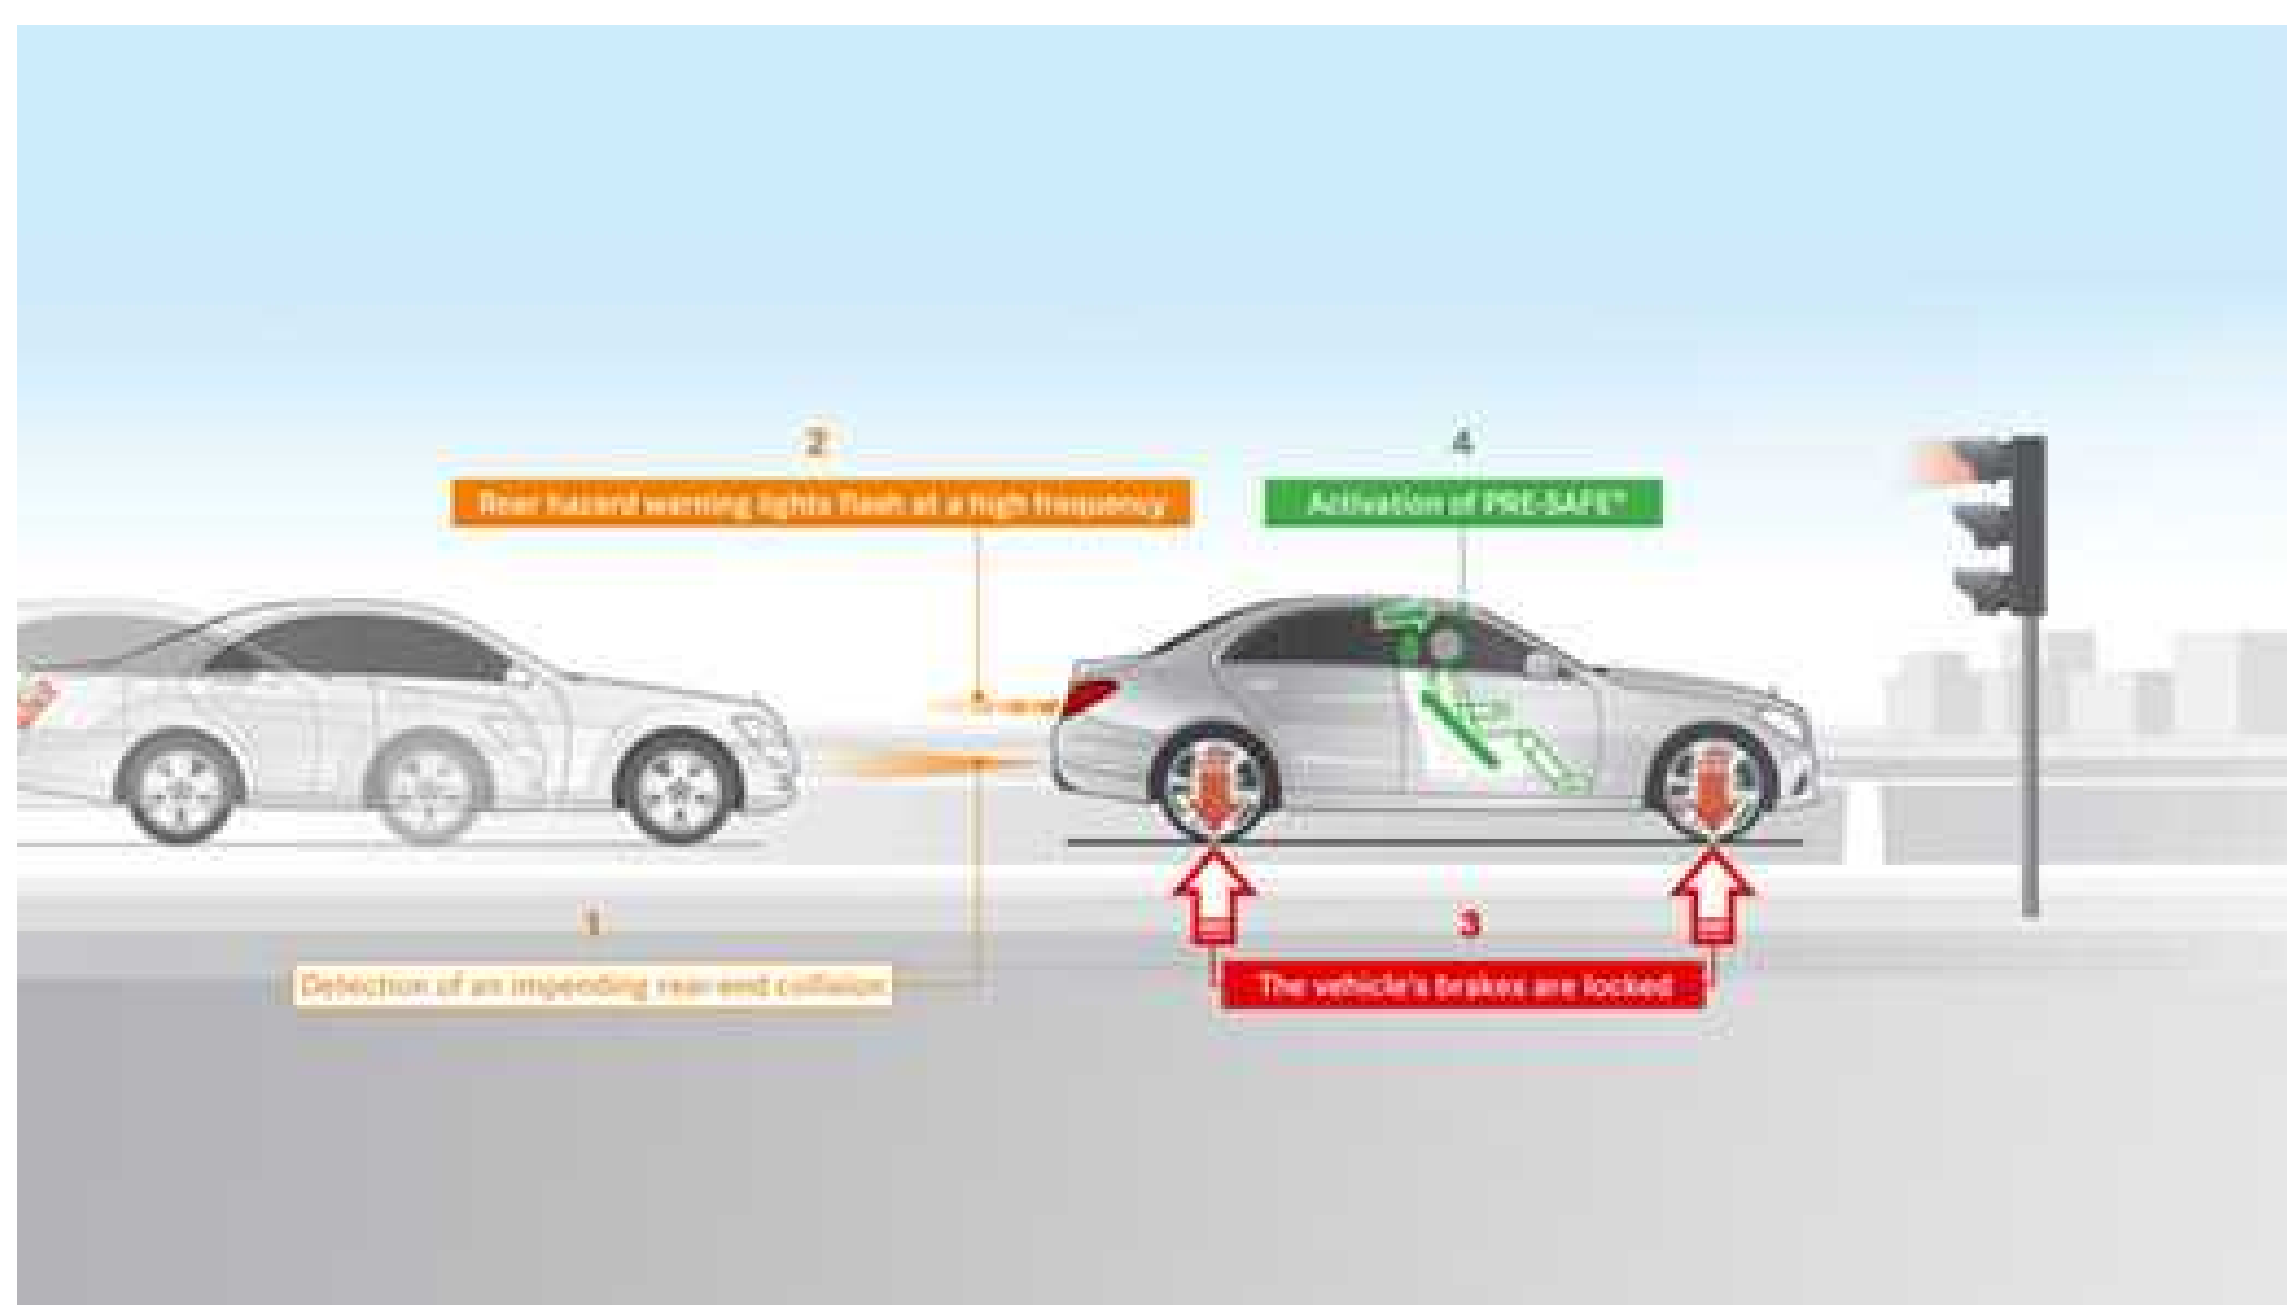 2
Rear hazard warning lights flash at a high frequency
4
Activation of PRE-SAFE®
1
Detection of an impending rear-end collision
3
The vehicle's brakes are locked